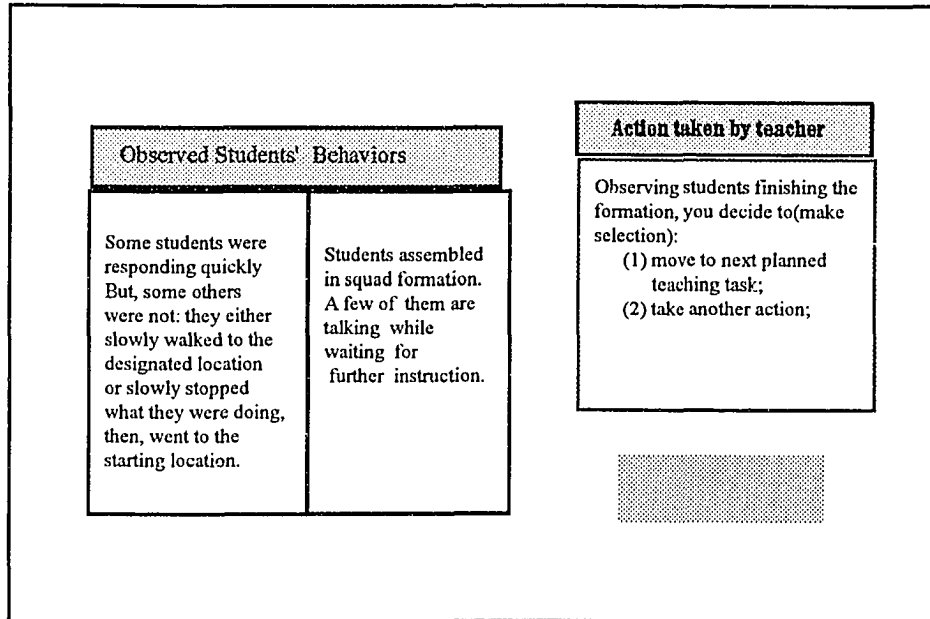 Observed Students' Behaviors
Some students were
responding quickly
But, some others
were not: they either
slowly walked to the
designated location
or slowly stopped
what they were doing,
then, went to the
starting location.
Students assembled
in squad formation.
A few of them are
talking while
waiting for
further instruction.
Action taken by teacher
Observing students finishing the
formation, you decide to(make
selection):
(1) move to next planned
teaching task;
(2) take another action;